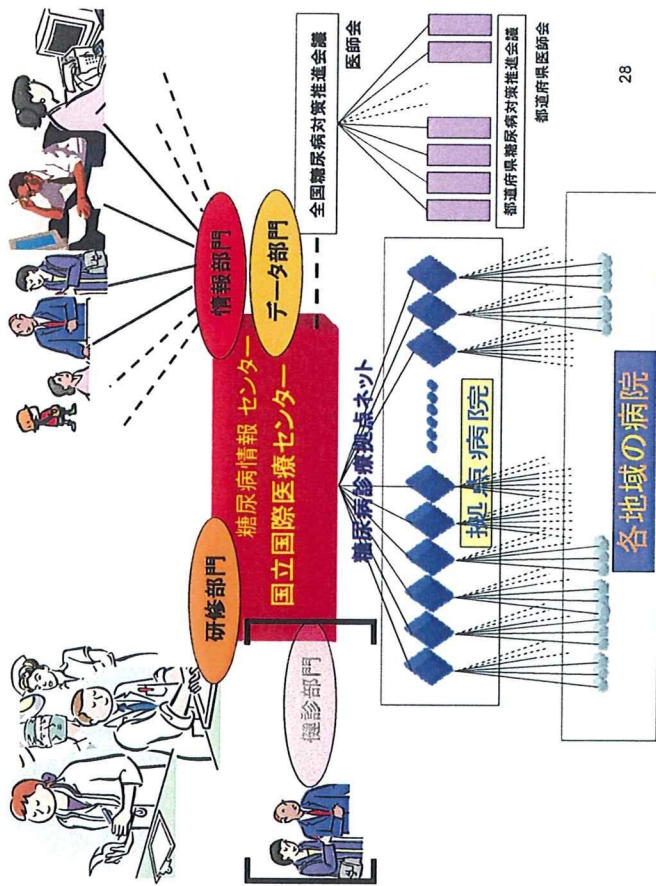 研修部門
情報部門
糖尿病情報 センター
国立国際医療センター
データ部門
健診部門
糖尿病診療拠点ネット
拠点病院
各地域の病院
全国糖尿病対策推進会議
医師会
都道府県糖尿病対策推進会議
都道府県医師会
28